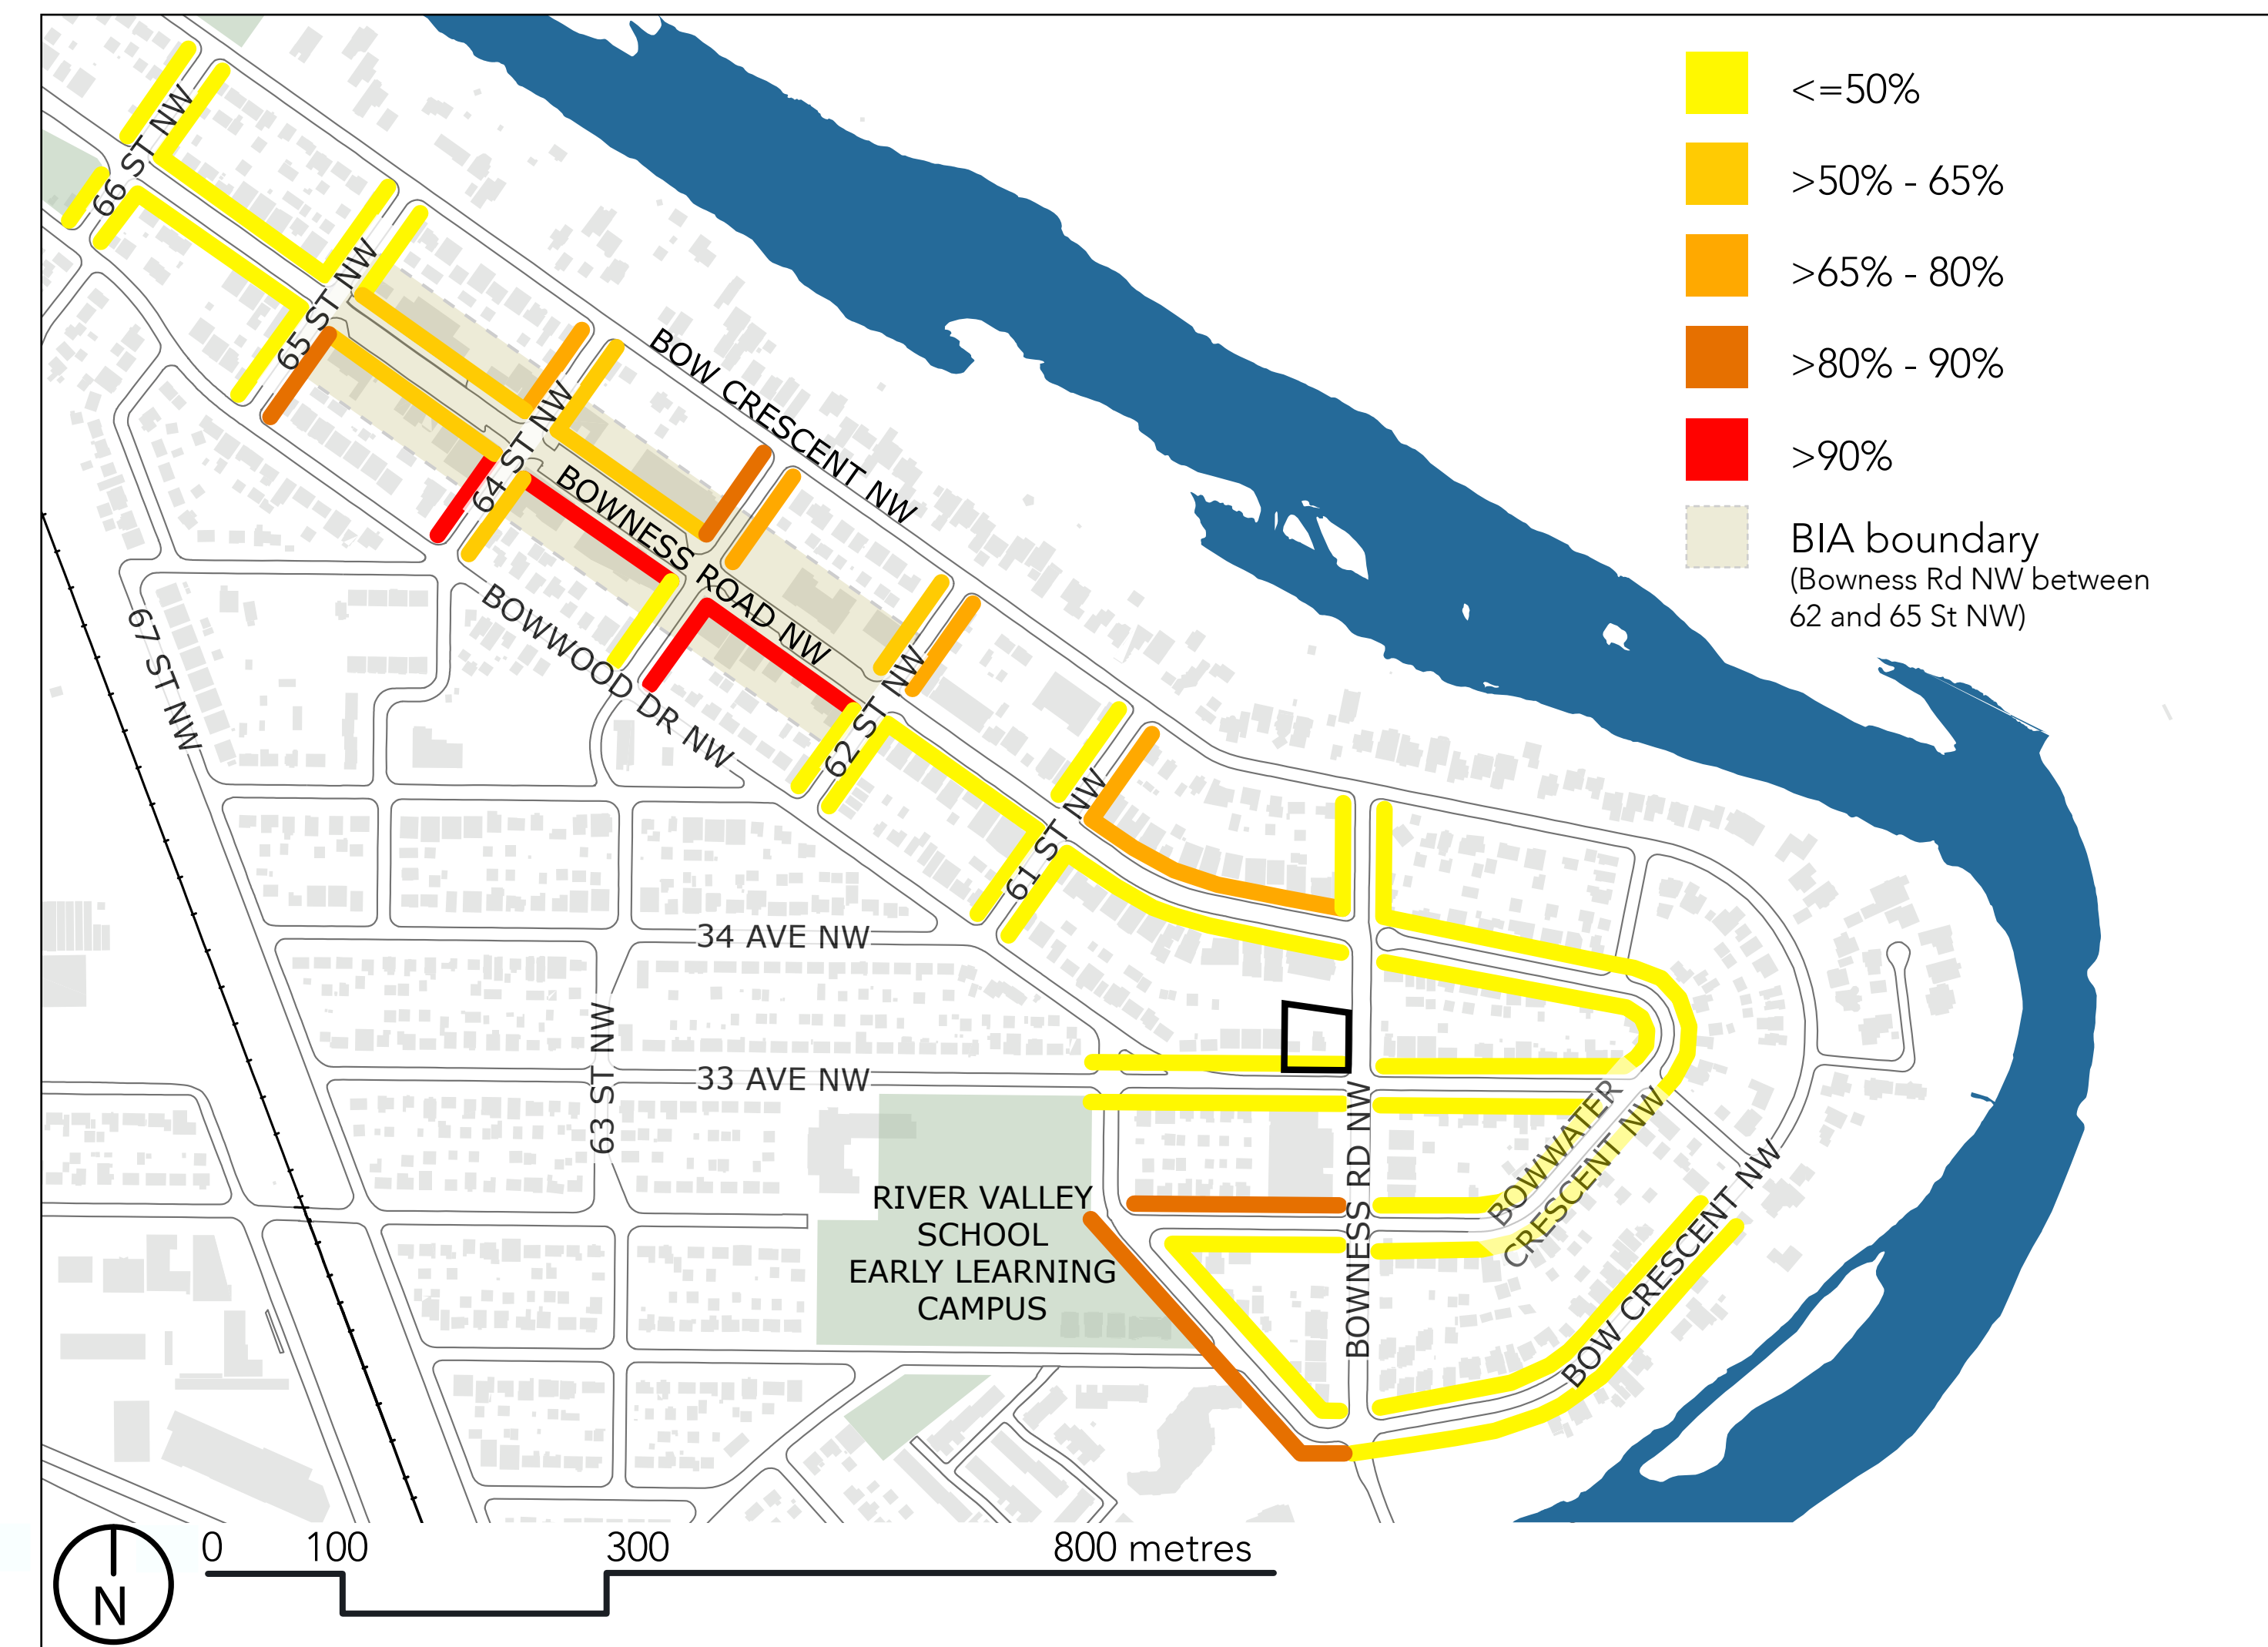 <=50%
>50% - 65%
>65% - 80%
>80% - 90%
>90%
BIA boundary
(Bowness Rd NW between
62 and 65 St NW)
66 ST NW
65 ST NW
64 ST NW
BOW CRESCENT NW
BOWNESS ROAD NW
BOWWOOD DR NW
67 ST NW
62 ST NW
61 ST NW
34 AVE NW
63 ST NW
33 AVE NW
BOWNESS RD NW
BOWWATER
CRESCENT NW
BOW CRESCENT NW
RIVER VALLEY
SCHOOL
EARLY LEARNING
CAMPUS
0 100 300 800 metres
N